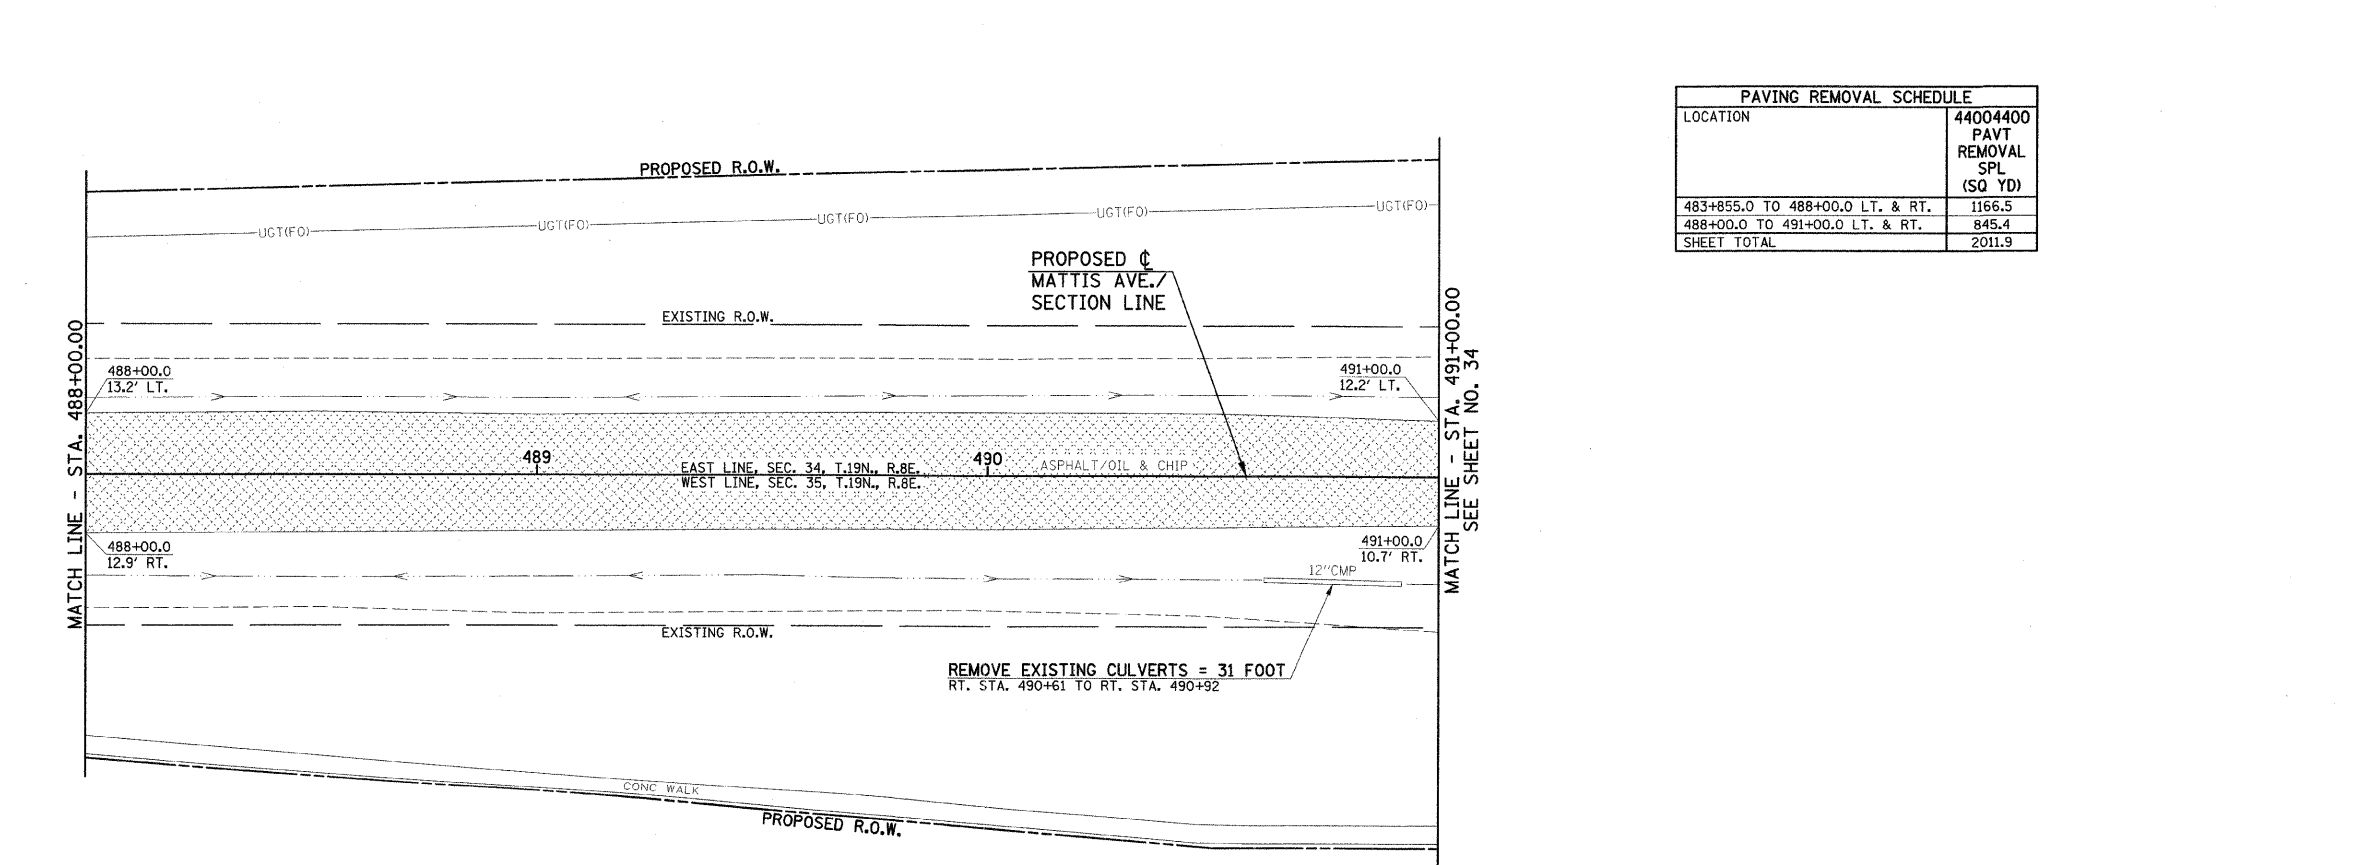 PAVING REMOVAL SCHEDULE
LOCATION
44004400
PAVT
REMOVAL
SPL
(SQ YD)
483+855.0 TO 488+00.0 LT. & RT. 1166.5
488+00.0 TO 491+00.0 LT. & RT. 845.4
SHEET TOTAL 2011.9
PROPOSED R.O.W.
UGT(FO) UGT(FO) UGT(FO) UGT(FO) UGT(FO)
PROPOSED ℄
MATTIS AVE./
SECTION LINE
EXISTING R.O.W.
MATCH LINE - STA. 488+00.00
488+00.0
13.2' LT.
491+00.0
12.2' LT.
MATCH LINE - STA. 491+00.00
SEE SHEET NO. 34
489
490
EAST LINE, SEC. 34, T.19N., R.8E.
WEST LINE, SEC. 35, T.19N., R.8E.
ASPHALT/OIL & CHIP
488+00.0
12.9' RT.
491+00.0
10.7' RT.
12"CMP
EXISTING R.O.W.
REMOVE EXISTING CULVERTS = 31 FOOT
RT. STA. 490+61 TO RT. STA. 490+92
CONC WALK
PROPOSED R.O.W.